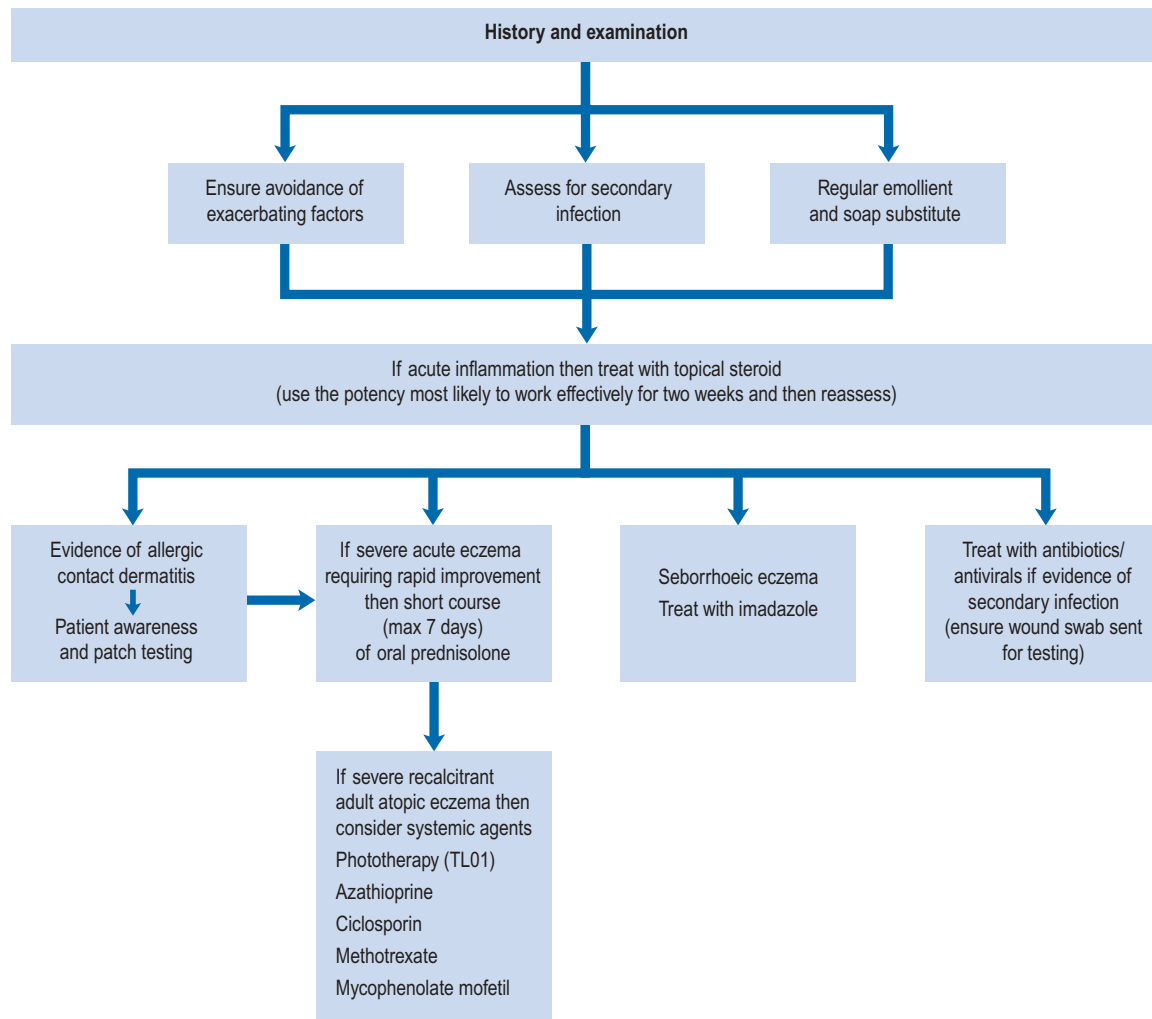 History and examination
Ensure avoidance of
exacerbating factors
Assess for secondary
infection
Regular emollient
and soap substitute
If acute inflammation then treat with topical steroid
(use the potency most likely to work effectively for two weeks and then reassess)
Evidence of allergic
contact dermatitis
Patient awareness
and patch testing
If severe acute eczema
requiring rapid improvement
then short course
(max 7 days)
of oral prednisolone
Seborrhoeic eczema
Treat with imadazole
Treat with antibiotics/
antivirals if evidence of
secondary infection
(ensure wound swab sent
for testing)
If severe recalcitrant
adult atopic eczema then
consider systemic agents
Phototherapy (TL01)
Azathioprine
Ciclosporin
Methotrexate
Mycophenolate mofetil